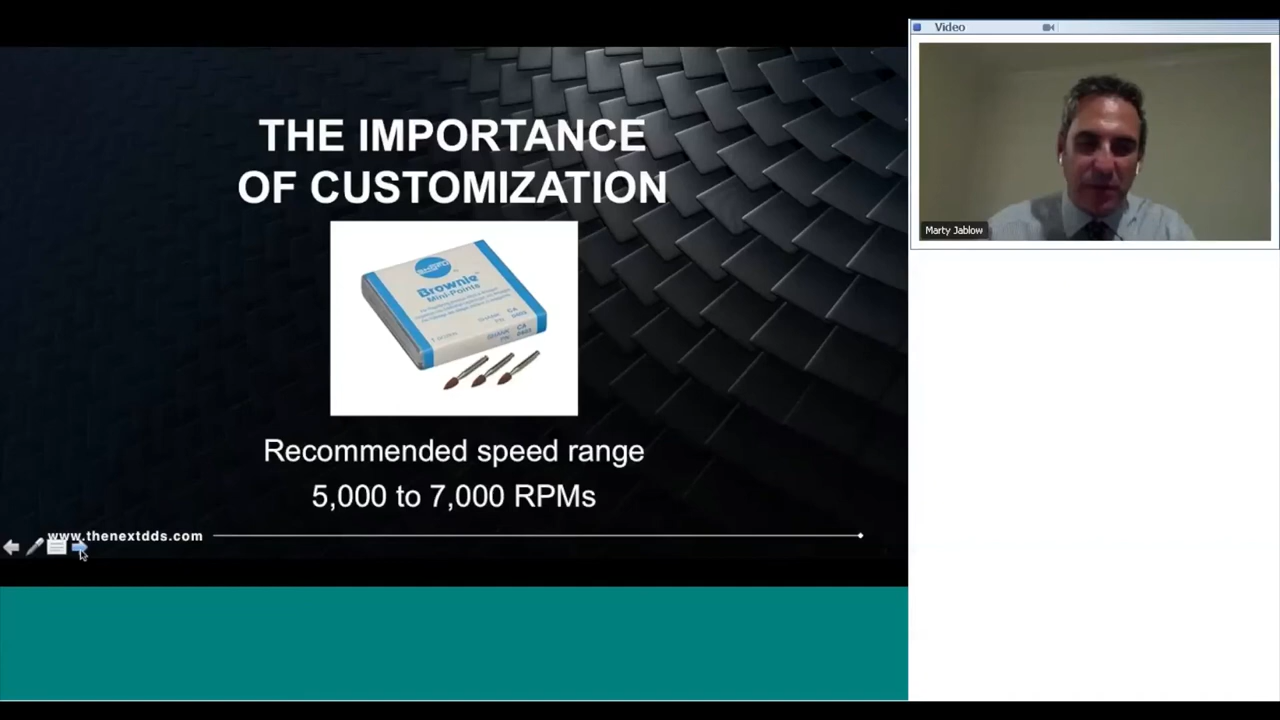 Video
THE IMPORTANCE
OF CUSTOMIZATION
Brownie
Mini-Points
Recommended speed range
5,000 to 7,000 RPMs
www.thenextdds.com
Marty Jablow